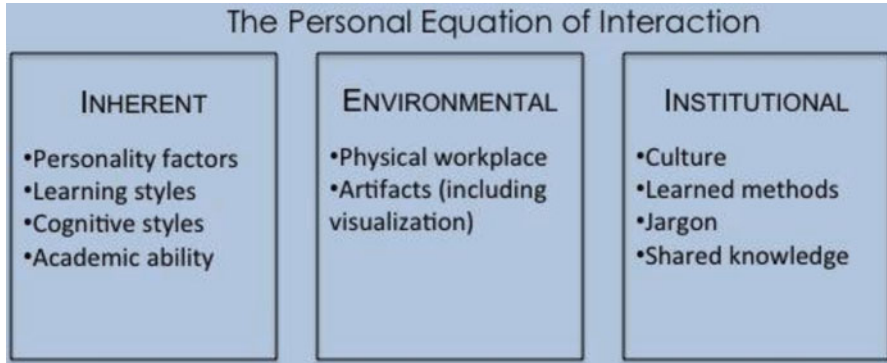 The Personal Equation of Interaction
INHERENT
•Personality factors
•Learning styles
•Cognitive styles
•Academic ability
ENVIRONMENTAL
•Physical workplace
•Artifacts (including
visualization)
INSTITUTIONAL
•Culture
•Learned methods
•Jargon
•Shared knowledge